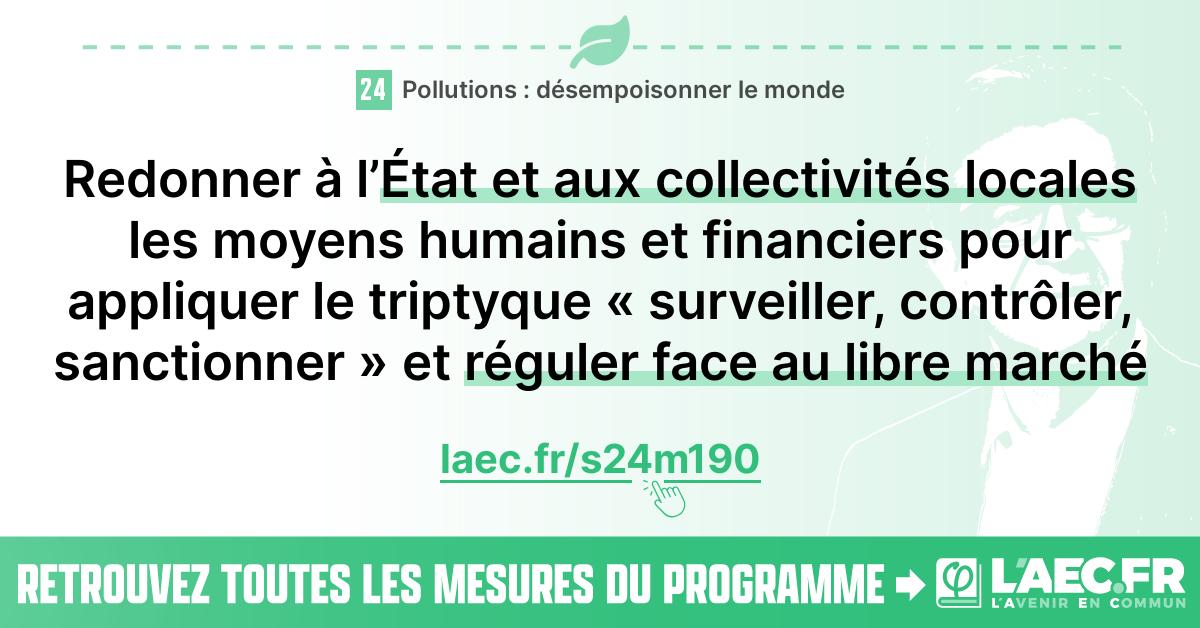 24 Pollutions : désempoisonner le monde
Redonner à l’État et aux collectivités locales
les moyens humains et financiers pour
appliquer le triptyque « surveiller, contrôler,
sanctionner » et réguler face au libre marché
laec.fr/s24m190
RETROUVEZ TOUTES LES MESURES DU PROGRAMME
φ
L'AEC.FR
L'AVENIR EN COMMUN